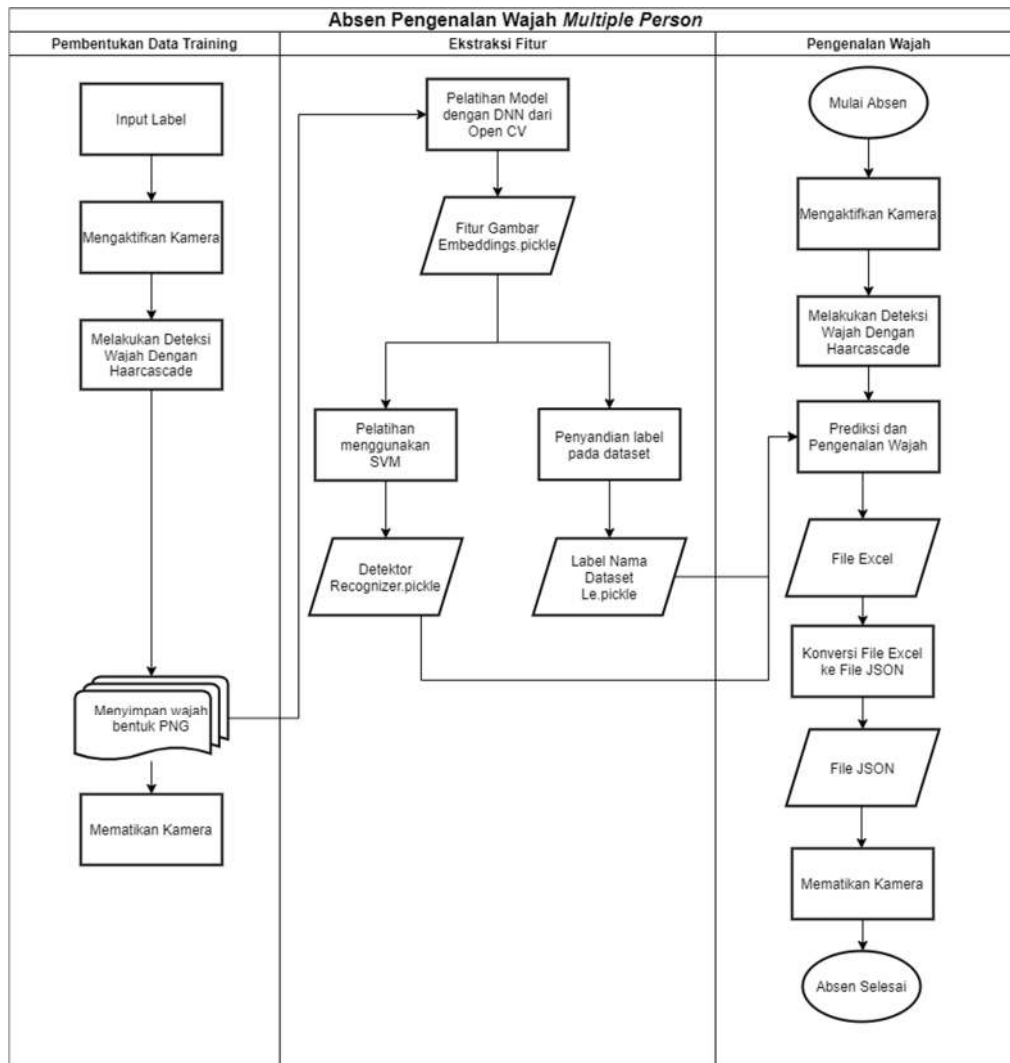 Absen Pengenalan Wajah Multiple Person
Pembentukan Data Training
Input Label
Mengaktifkan Kamera
Melakukan Deteksi
Wajah Dengan
Haarcascade
Menyimpan wajah
bentuk PNG
Mematikan Kamera
Ekstraksi Fitur
Pelatihan Model
dengan DNN dari
Open CV
Fitur Gambar
Embeddings.pickle
Pelatihan
menggunakan
SVM
Penyandian label
pada dataset
Detektor
Recognizer.pickle
Label Nama
Dataset
Le.pickle
Pengenalan Wajah
Mulai Absen
Mengaktifkan Kamera
Melakukan Deteksi
Wajah Dengan
Haarcascade
Prediksi dan
Pengenalan Wajah
File Excel
Konversi File Excel
ke File JSON
File JSON
Mematikan Kamera
Absen Selesai